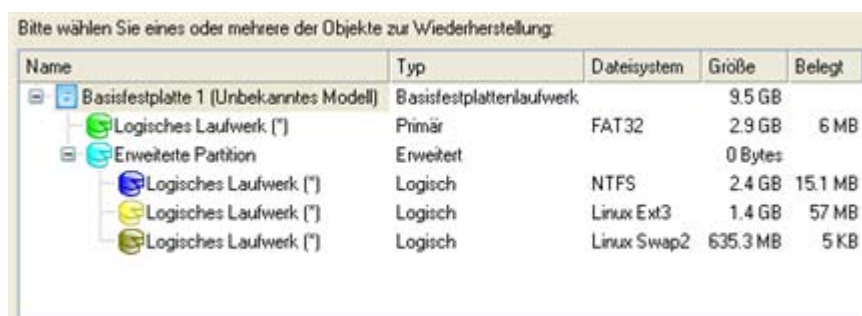 Bitte wählen Sie eines oder mehrere der Objekte zur Wiederherstellung:
Name Typ Dateisystem Größe Belegt
Basisfestplatte 1 (Unbekanntes Modell) Basisfestplattenlaufwerk 9.5 GB
Logisches Laufwerk (*) Primär FAT32 2.9 GB 6 MB
Erweiterte Partition Erweitert 0 Bytes
Logisches Laufwerk (*) Logisch NTFS 2.4 GB 15.1 MB
Logisches Laufwerk (*) Logisch Linux Ext3 1.4 GB 57 MB
Logisches Laufwerk (*) Logisch Linux Swap2 635.3 MB 5 KB